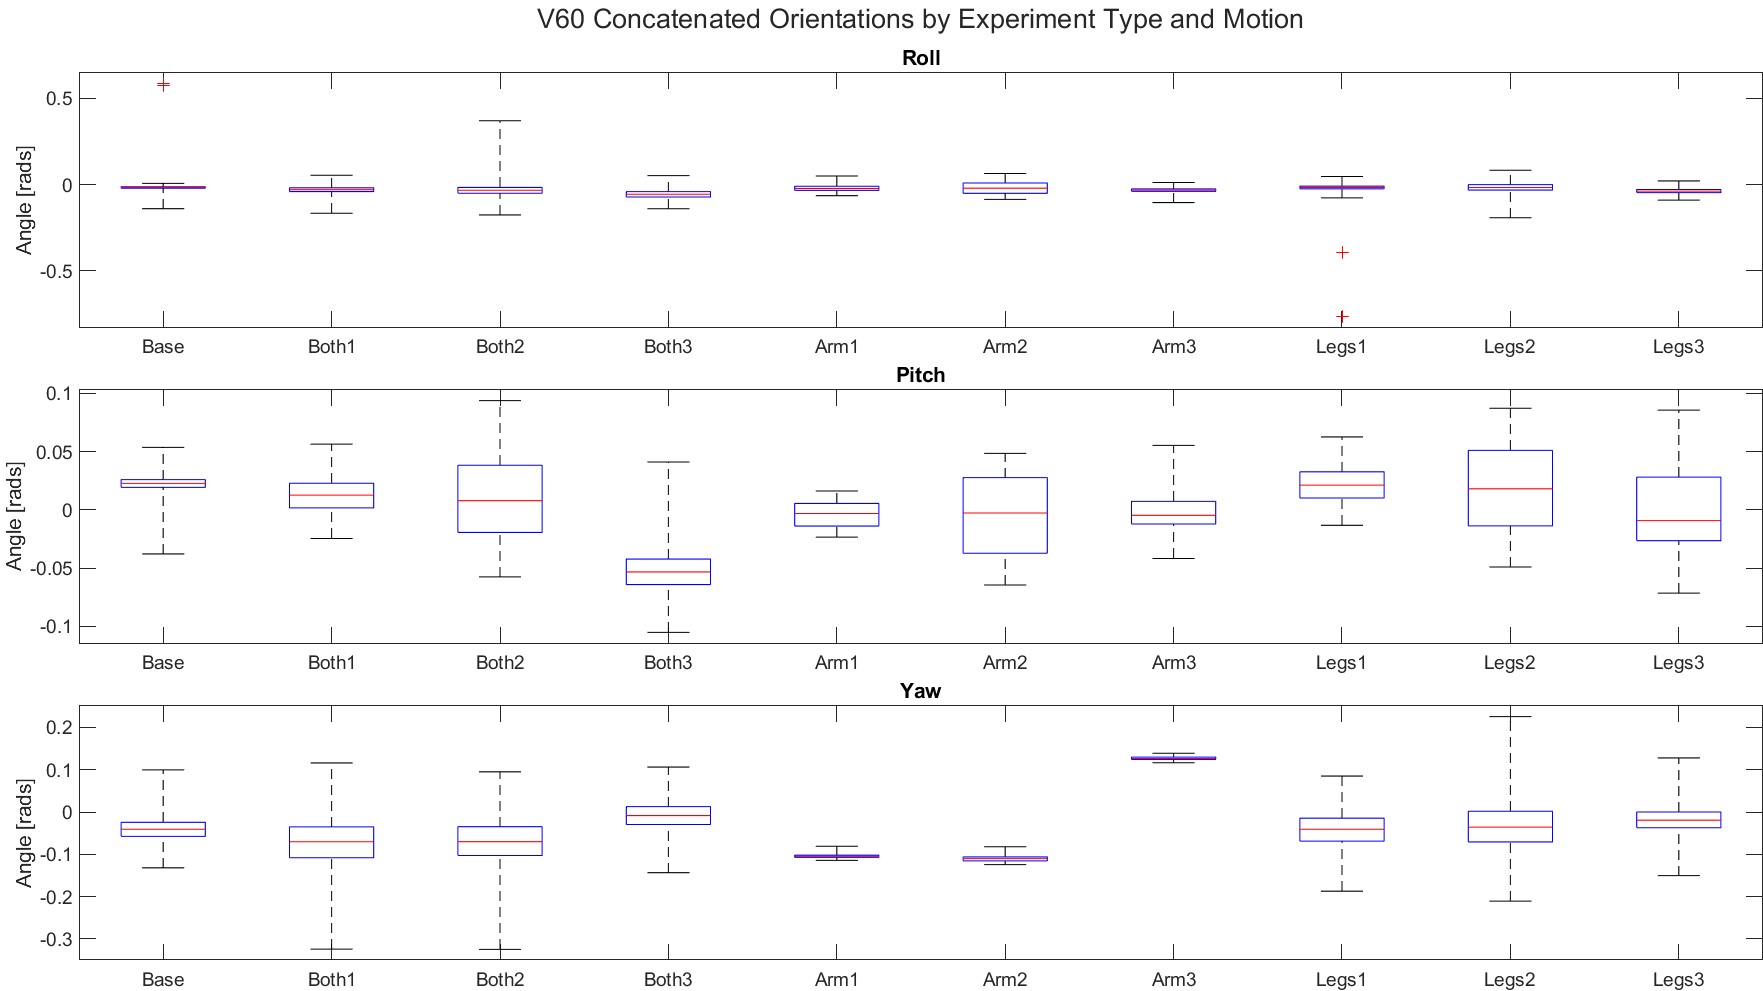 V60 Concatenated Orientations by Experiment Type and Motion
Roll
Angle [rads]
0.5
0
-0.5
Base Both1 Both2 Both3 Arm1 Arm2 Arm3 Legs1 Legs2 Legs3
Pitch
Angle [rads]
0.1
0.05
0
-0.05
-0.1
Base Both1 Both2 Both3 Arm1 Arm2 Arm3 Legs1 Legs2 Legs3
Yaw
Angle [rads]
0.2
0.1
0
-0.1
-0.2
-0.3
Base Both1 Both2 Both3 Arm1 Arm2 Arm3 Legs1 Legs2 Legs3